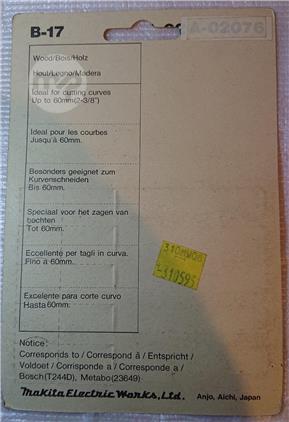 B-17
A-02076
Wood/Bois/Holz
Hout/Legno/Madera
Ideal for cutting curves
Up to 60mm(2-3/8")
Ideal pour les courbes
Jusqu'à 60mm.
Besonders geeignet zum
Kurvenschneiden
Bis 60mm.
Speciaal voor het zagen van
bochten
Tot 60mm.
Eccellente per tagli in curva.
Fino a 60mm.
Excelente para corte curvo
Hasta 60mm.
Notice:
Corresponds to / Correspond à / Entspricht /
Voldoet / Corrisponde a / Corresponde a /
Bosch(T244D), Metabo(23649)
Makita Electric Works, Ltd. Anjo, Aichi, Japan